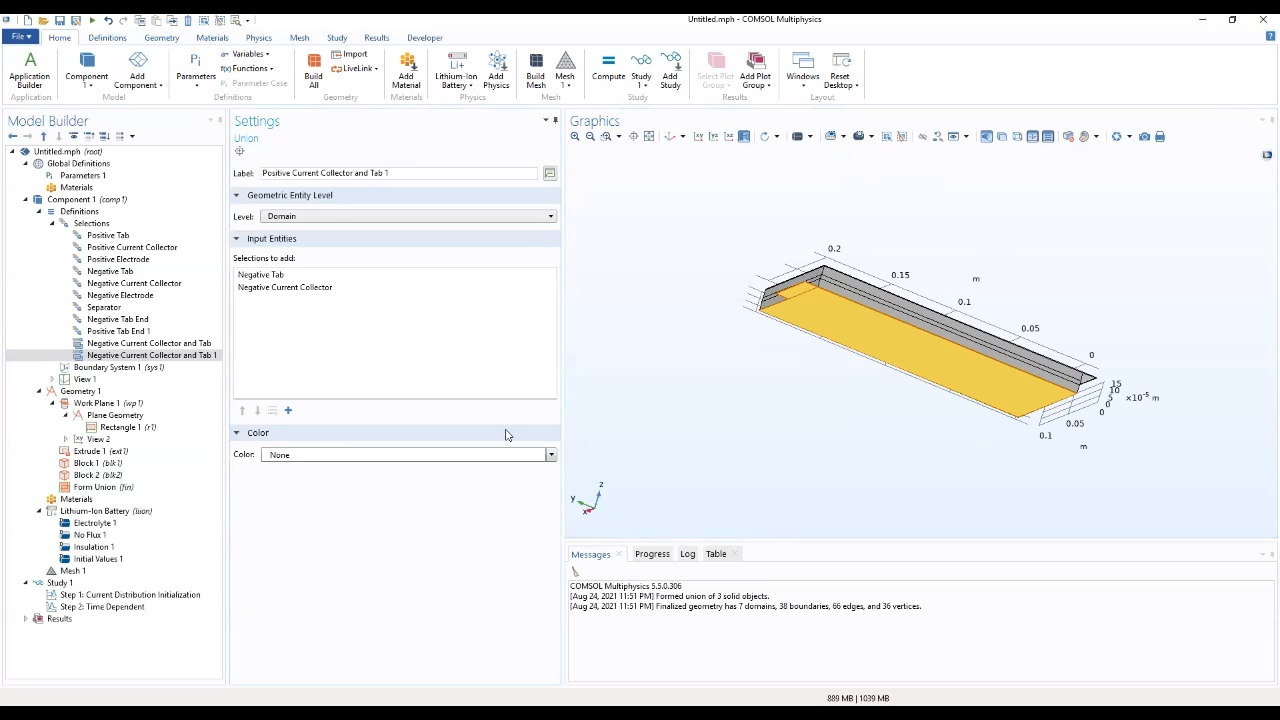 Untitled.mph - COMSOL Multiphysics
File Home Definitions Geometry Materials Physics Mesh Study Results Developer
Application Builder
Component 1
Add Component
Parameters
Variables
Functions
Parameter Case
Build All
Import
LiveLink
Add Material
Lithium-Ion Battery
Add Physics
Build Mesh
Mesh 1
Compute
Study 1
Add Study
Select Plot Group
Add Plot Group
Windows
Reset Desktop
Application Model Definitions Geometry Materials Physics Mesh Study Results Layout
Model Builder
Untitled.mph (root)
Global Definitions
Parameters 1
Materials
Component 1 (comp1)
Definitions
Selections
Positive Tab
Positive Current Collector
Positive Electrode
Negative Tab
Negative Current Collector
Negative Electrode
Separator
Negative Tab End
Positive Tab End 1
Negative Current Collector and Tab
Negative Current Collector and Tab 1
Boundary System 1 (sys1)
View 1
Geometry 1
Work Plane 1 (wp1)
Plane Geometry
Rectangle 1 (r1)
View 2
Extrude 1 (ext1)
Block 1 (blk1)
Block 2 (blk2)
Form Union (fin)
Materials
Lithium-Ion Battery (liion)
Electrolyte 1
No Flux 1
Insulation 1
Initial Values 1
Mesh 1
Study 1
Step 1: Current Distribution Initialization
Step 2: Time Dependent
Results
Settings
Union
Label: Positive Current Collector and Tab 1
Geometric Entity Level
Level: Domain
Input Entities
Selections to add:
Negative Tab
Negative Current Collector
Color
Color: None
Graphics
0.2
0.15
m
0.1
0.05
0
15
10
5
0
×10⁻⁵ m
0
0.05
0.1
m
z
y
x
Messages Progress Log Table
COMSOL Multiphysics 5.5.0.306
[Aug 24, 2021 11:51 PM] Formed union of 3 solid objects.
[Aug 24, 2021 11:51 PM] Finalized geometry has 7 domains, 38 boundaries, 66 edges, and 36 vertices.
889 MB | 1039 MB